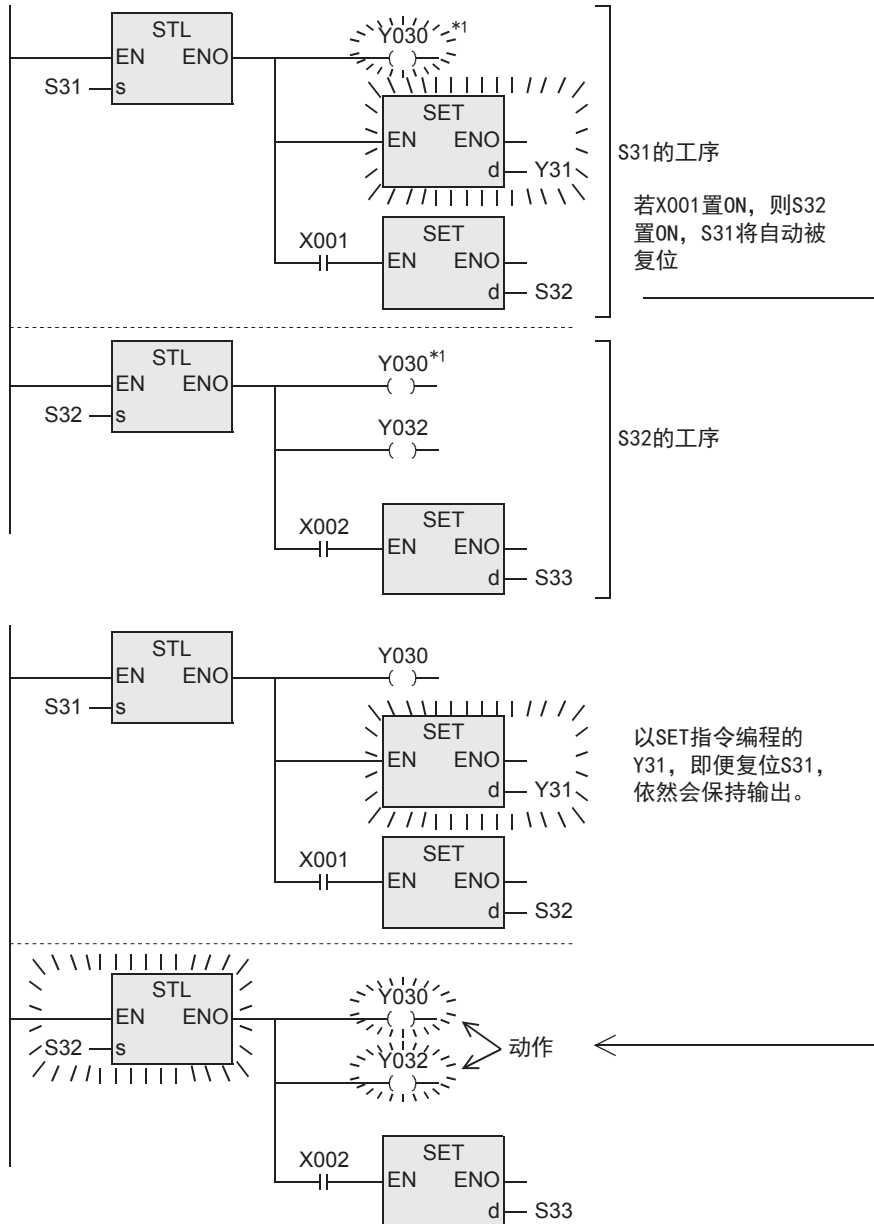 STL
EN ENO
S31 s
Y030 *1
SET
EN ENO
d Y31
X001
SET
EN ENO
d S32
S31的工序
若X001置ON，则S32
置ON，S31将自动被
复位
STL
EN ENO
S32 s
Y030*1
Y032
X002
SET
EN ENO
d S33
S32的工序
STL
EN ENO
S31 s
Y030
SET
EN ENO
d Y31
X001
SET
EN ENO
d S32
以SET指令编程的
Y31，即便复位S31，
依然会保持输出。
STL
EN ENO
S32 s
Y030
Y032
动作
X002
SET
EN ENO
d S33